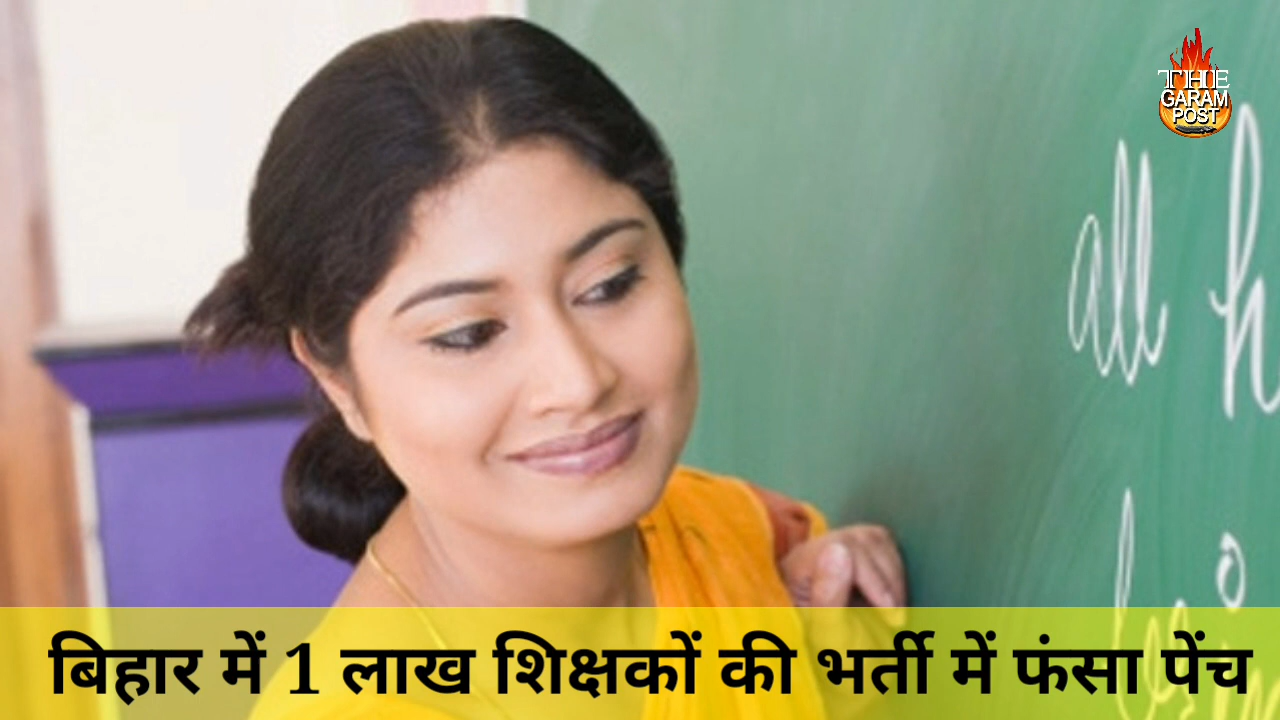 THE
GARAM
POST
all h
बिहार में 1 लाख शिक्षकों की भर्ती में फंसा पेंच